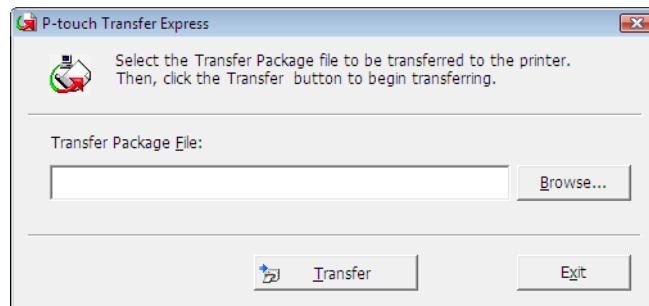 P-touch Transfer Express
Select the Transfer Package file to be transferred to the printer.
Then, click the Transfer button to begin transferring.
Transfer Package File:
Browse...
Transfer
Exit